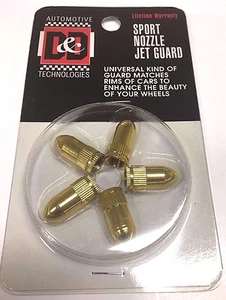 AUTOMOTIVE
D&D
TECHNOLOGIES
Lifetime Warranty
SPORT
NOZZLE
JET GUARD
UNIVERSAL KIND OF
GUARD MATCHES
RIMS OF CARS TO
ENHANCE THE BEAUTY
OF YOUR WHEELS